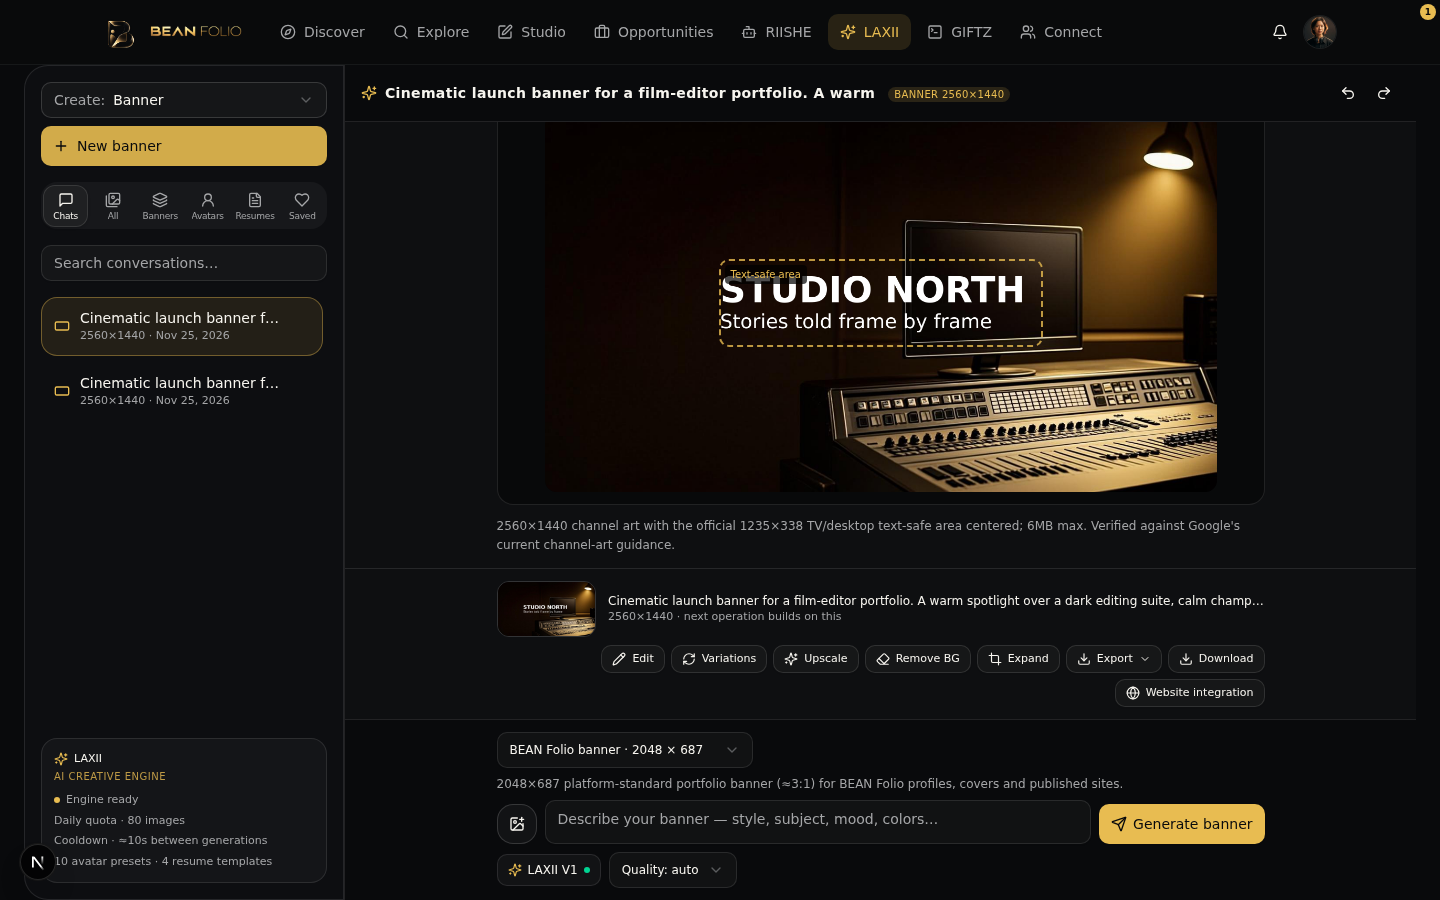 1
BEAN FOLIO
Discover
Explore
Studio
Opportunities
RIISHE
LAXII
GIFTZ
Connect
Create: Banner
New banner
Chats
All
Banners
Avatars
Resumes
Saved
Search conversations...
Cinematic launch banner f...
2560×1440 · Nov 25, 2026
Cinematic launch banner f...
2560×1440 · Nov 25, 2026
LAXII
AI CREATIVE ENGINE
Engine ready
Daily quota · 80 images
Cooldown · ≈10s between generations
10 avatar presets · 4 resume templates
N
Cinematic launch banner for a film-editor portfolio. A warm
BANNER 2560×1440
Text-safe area
STUDIO NORTH
Stories told frame by frame
2560×1440 channel art with the official 1235×338 TV/desktop text-safe area centered; 6MB max. Verified against Google's
current channel-art guidance.
STUDIO NORTH
Stories told frame by frame
Cinematic launch banner for a film-editor portfolio. A warm spotlight over a dark editing suite, calm champ...
2560×1440 · next operation builds on this
Edit
Variations
Upscale
Remove BG
Expand
Export
Download
Website integration
BEAN Folio banner · 2048 × 687
2048×687 platform-standard portfolio banner (≈3:1) for BEAN Folio profiles, covers and published sites.
Describe your banner — style, subject, mood, colors...
Generate banner
LAXII V1
Quality: auto